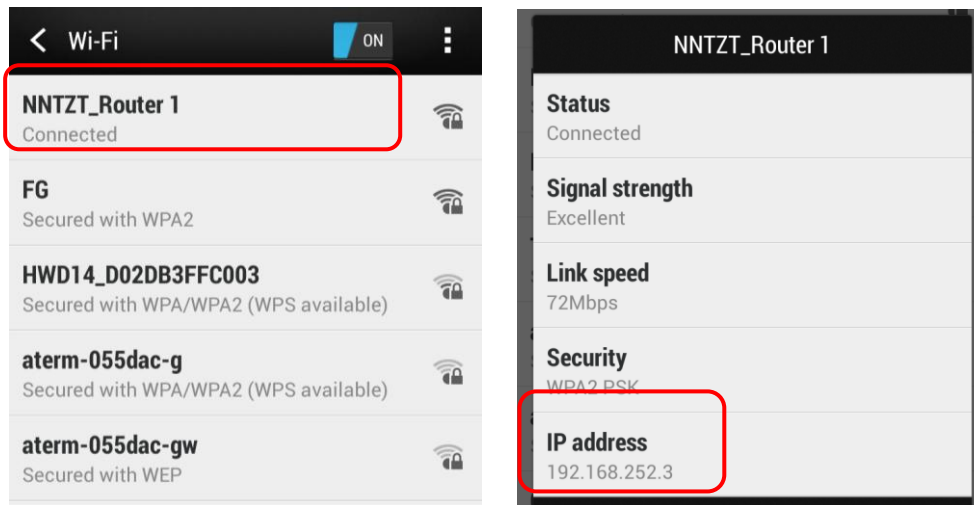 Wi-Fi
ON
NNTZT_Router 1
Connected
FG
Secured with WPA2
HWD14_D02DB3FFC003
Secured with WPA/WPA2 (WPS available)
aterm-055dac-g
Secured with WPA/WPA2 (WPS available)
aterm-055dac-gw
Secured with WEP
NNTZT_Router 1
Status
Connected
Signal strength
Excellent
Link speed
72Mbps
Security
WPA2 PSK
IP address
192.168.252.3